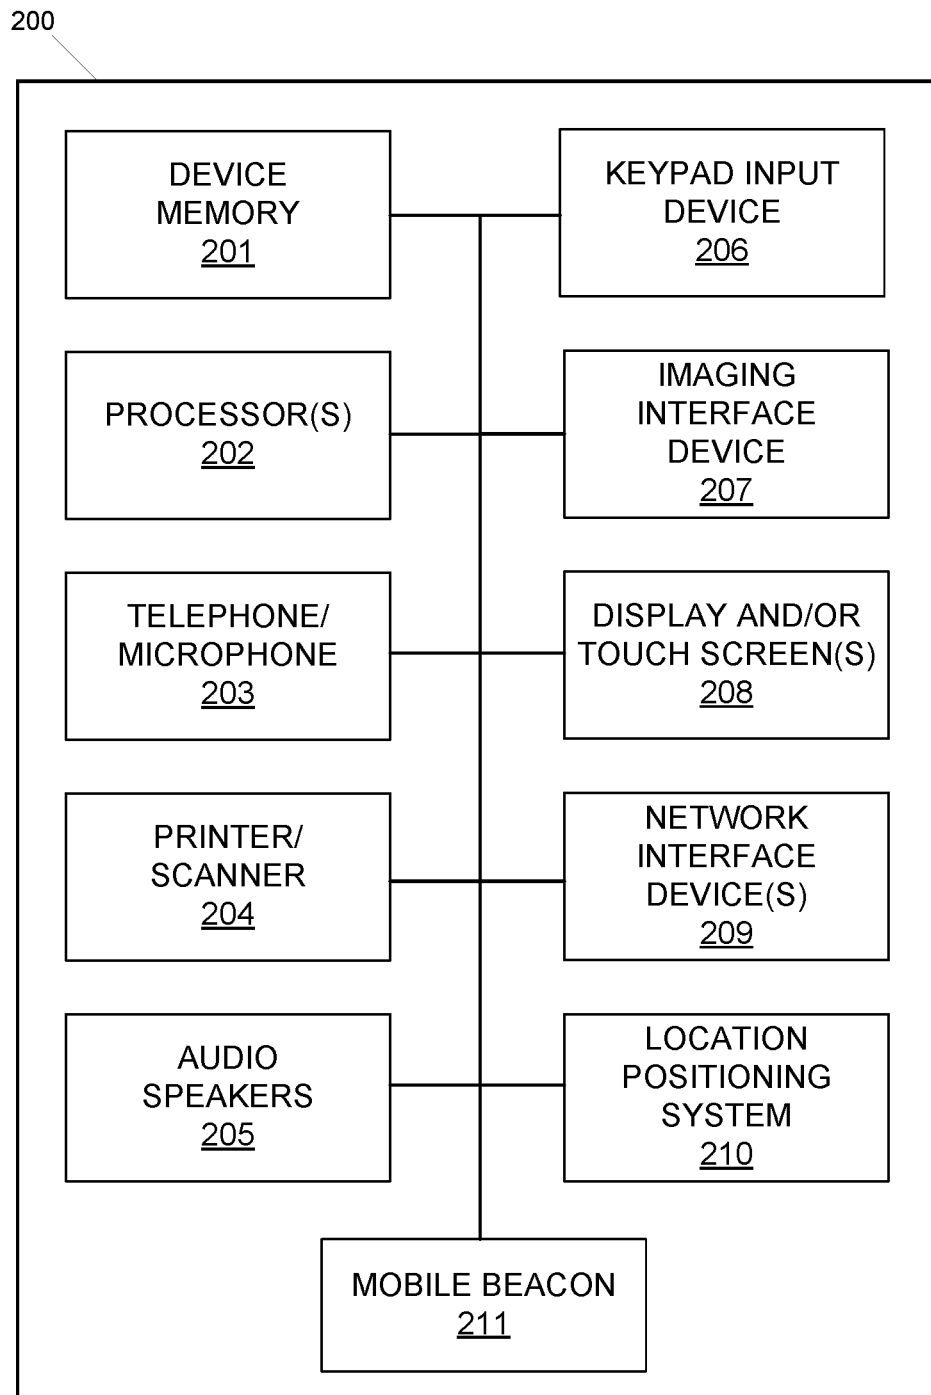 200
DEVICE
MEMORY
201
KEYPAD INPUT
DEVICE
206
PROCESSOR(S)
202
IMAGING
INTERFACE
DEVICE
207
TELEPHONE/
MICROPHONE
203
DISPLAY AND/OR
TOUCH SCREEN(S)
208
PRINTER/
SCANNER
204
NETWORK
INTERFACE
DEVICE(S)
209
AUDIO
SPEAKERS
205
LOCATION
POSITIONING
SYSTEM
210
MOBILE BEACON
211